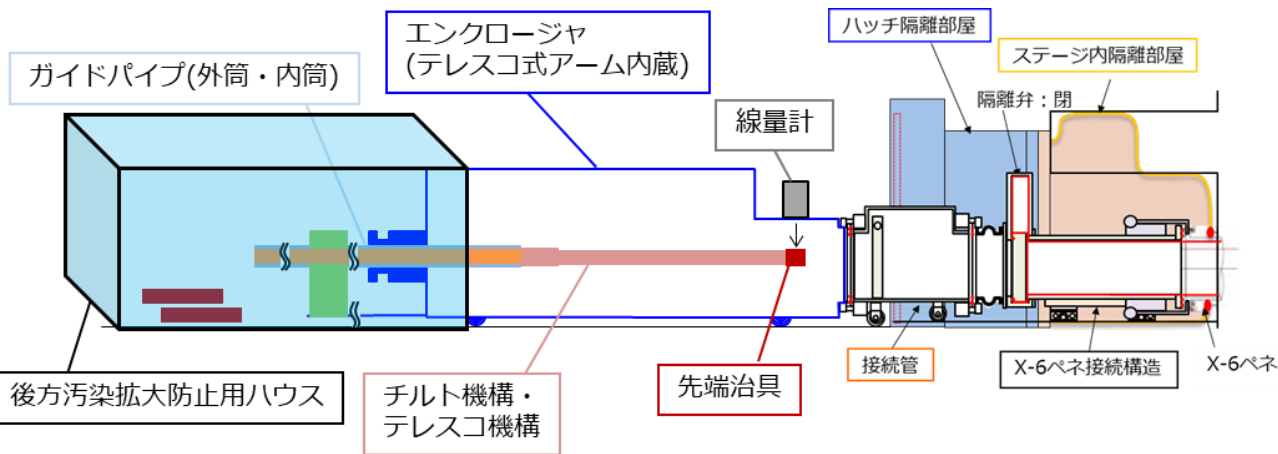 エンクロージャ
(テレスコ式アーム内蔵)
ハッチ隔離部屋
ステージ内隔離部屋
ガイドパイプ(外筒・内筒)
線量計
隔離弁：閉
後方汚染拡大防止用ハウス
チルト機構・
テレスコ機構
先端治具
接続管
X-6ペネ接続構造
X-6ペネ